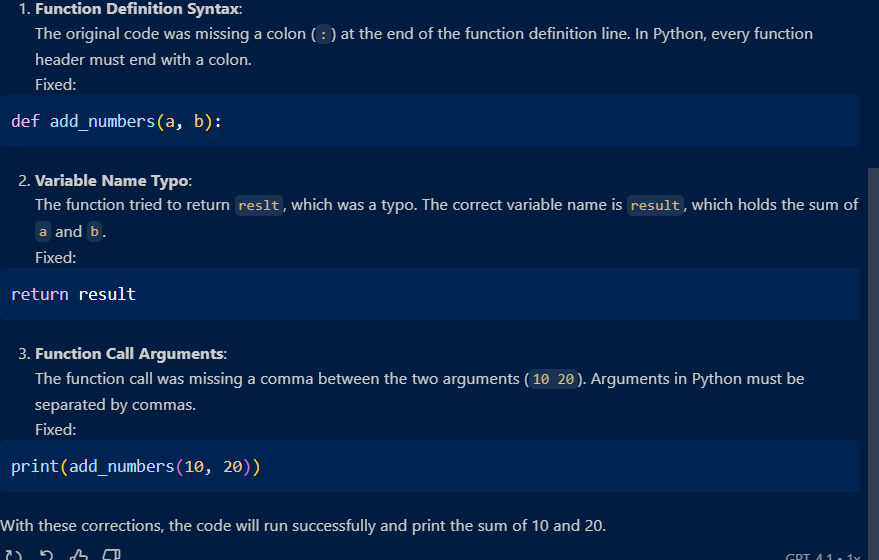 1. Function Definition Syntax:
The original code was missing a colon (:) at the end of the function definition line. In Python, every function
header must end with a colon.
Fixed:
def add_numbers(a, b):
2. Variable Name Typo:
The function tried to return reslt, which was a typo. The correct variable name is result, which holds the sum of
a and b.
Fixed:
return result
3. Function Call Arguments:
The function call was missing a comma between the two arguments (10 20). Arguments in Python must be
separated by commas.
Fixed:
print(add_numbers(10, 20))
With these corrections, the code will run successfully and print the sum of 10 and 20.
GPT-4.1 • 1x